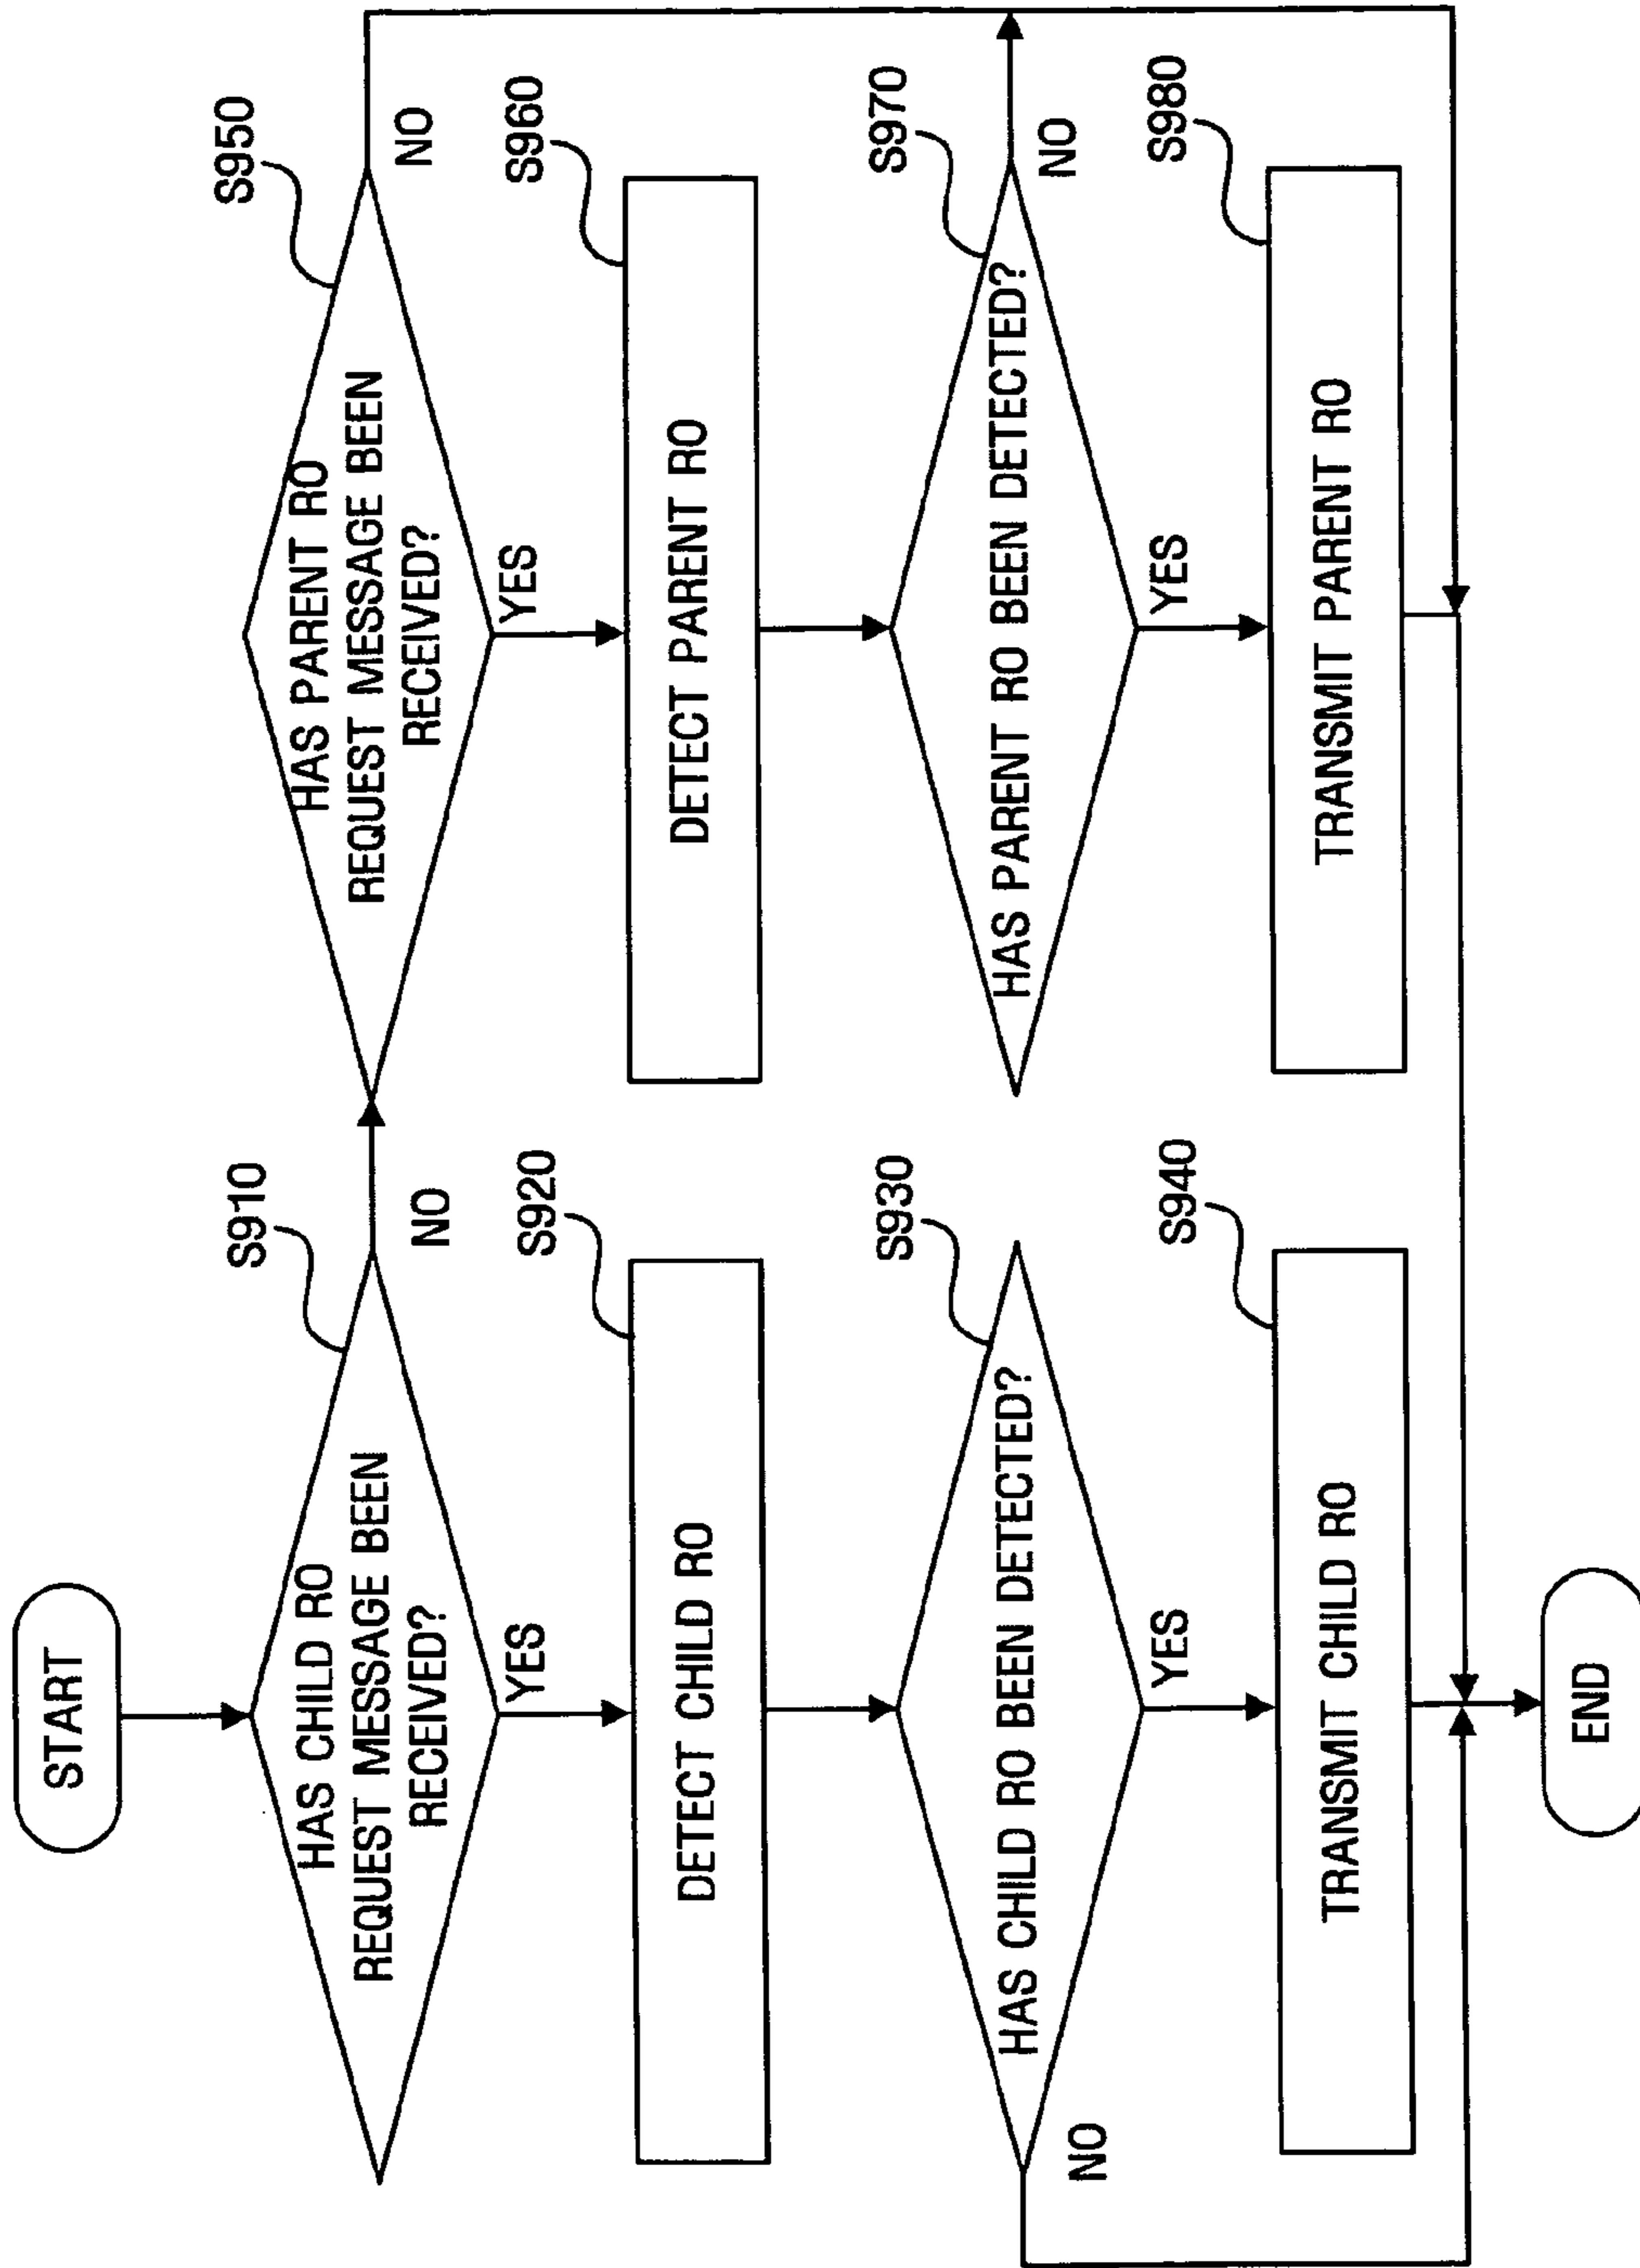 START
S910
HAS CHILD RO
REQUEST MESSAGE BEEN
RECEIVED?
NO
YES
S920
DETECT CHILD RO
S930
HAS CHILD RO BEEN DETECTED?
NO
YES
S940
TRANSMIT CHILD RO
S950
HAS PARENT RO
REQUEST MESSAGE BEEN
RECEIVED?
NO
YES
S960
DETECT PARENT RO
S970
HAS PARENT RO BEEN DETECTED?
NO
YES
S980
TRANSMIT PARENT RO
END